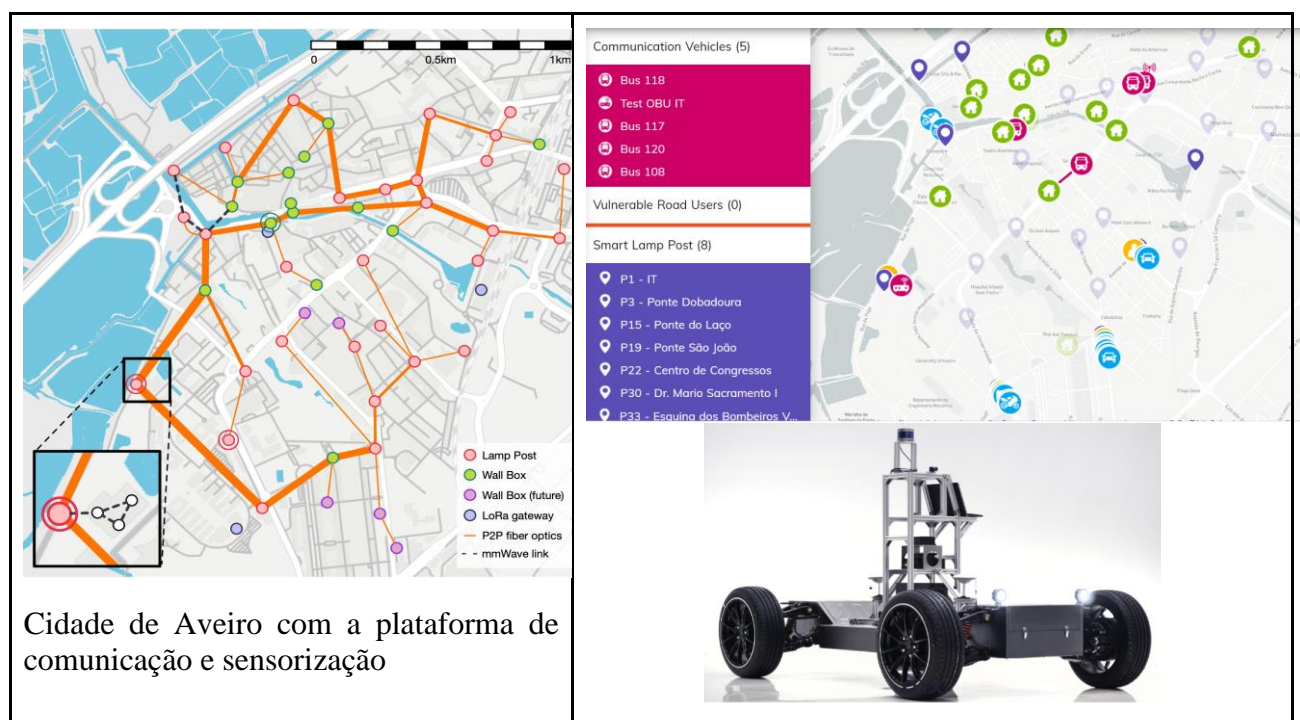 0
0.5km
1km
Lamp Post
Wall Box
Wall Box (future)
LoRa gateway
P2P fiber optics
mmWave link
Cidade de Aveiro com a plataforma de
comunicação e sensorização
Communication Vehicles (5)
Bus 118
Test OBU IT
Bus 117
Bus 120
Bus 108
Vulnerable Road Users (0)
Smart Lamp Post (8)
P1 - IT
P3 - Ponte Dobadoura
P15 - Ponte do Laço
P19 - Ponte São João
P22 - Centro de Congressos
P30 - Dr. Mario Sacramento I
P33 - Esquina dos Bombeiros V...